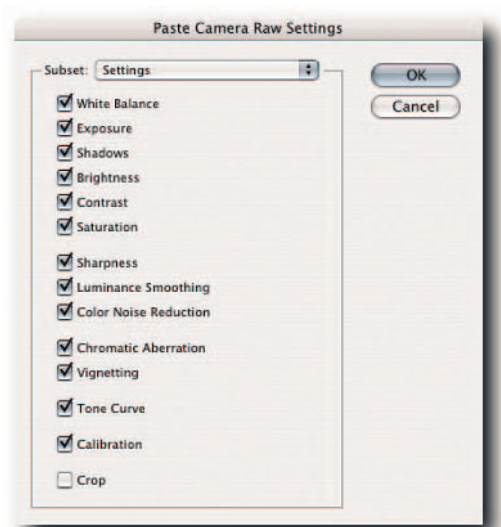 Paste Camera Raw Settings
Subset: Settings
OK
Cancel
White Balance
Exposure
Shadows
Brightness
Contrast
Saturation
Sharpness
Luminance Smoothing
Color Noise Reduction
Chromatic Aberration
Vignetting
Tone Curve
Calibration
Crop